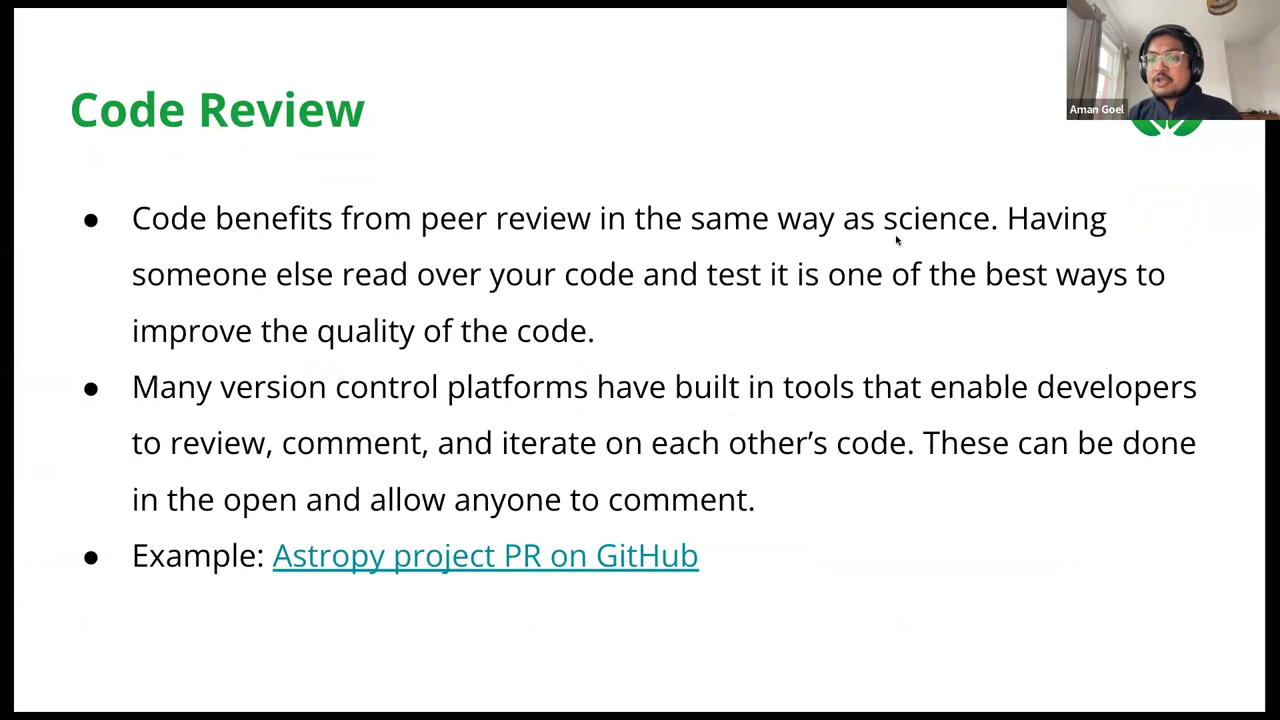 Code Review
Aman Goel
● Code benefits from peer review in the same way as science. Having
someone else read over your code and test it is one of the best ways to
improve the quality of the code.
● Many version control platforms have built in tools that enable developers
to review, comment, and iterate on each other’s code. These can be done
in the open and allow anyone to comment.
● Example: Astropy project PR on GitHub